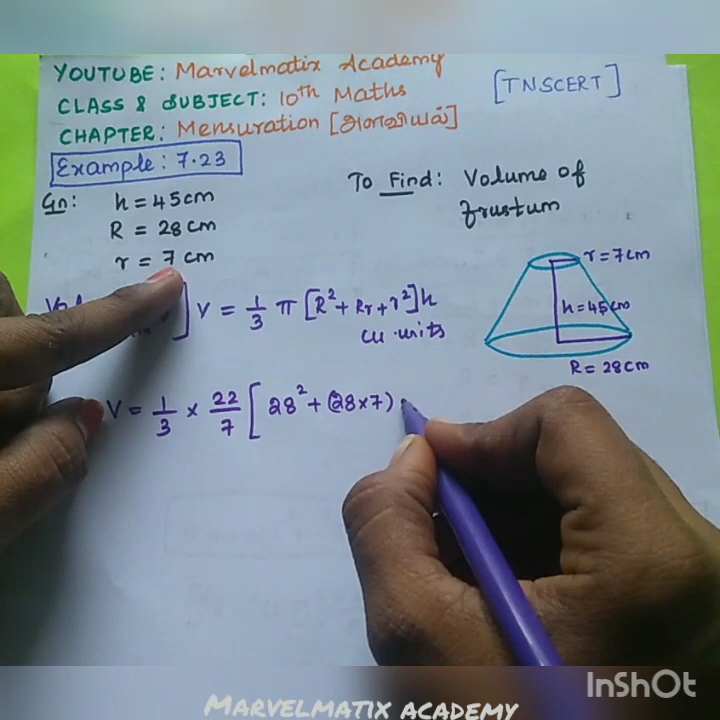 YOUTUBE: Marvelmatix Academy
CLASS & SUBJECT: 10th Maths
[TNSCERT]
CHAPTER: Mensuration [அளவியல்]
Example: 7.23
Gn: h = 45cm
R = 28cm
r = 7 cm
To Find: Volume of
frustum
r = 7cm
h = 45cm
R = 28cm
V = 1/3 π [R² + Rr + r²] h
cu. units
V = 1/3 × 22/7 [28² + (28×7)
InShOt
MARVELMATIX ACADEMY